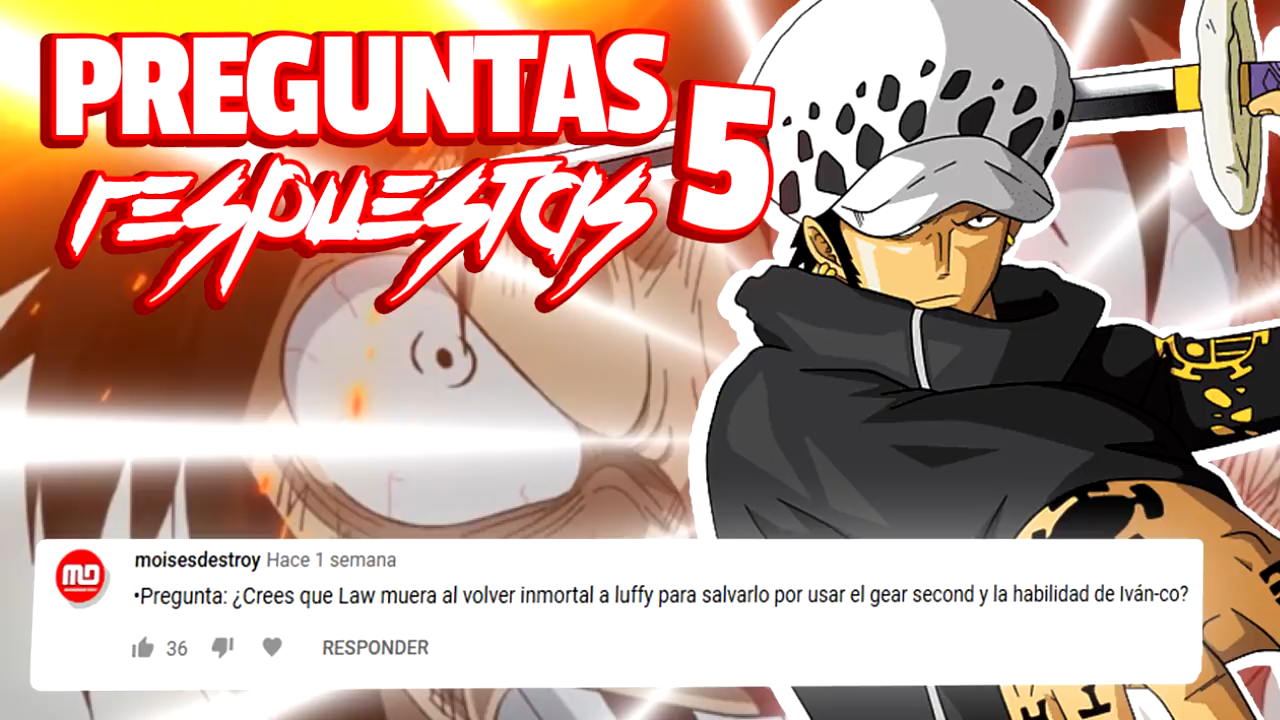 PREGUNTAS
RESPUESTAS 5
MD
moisesdestroy Hace 1 semana
•Pregunta: ¿Crees que Law muera al volver inmortal a luffy para salvarlo por usar el gear second y la habilidad de Iván-co?
36 RESPONDER